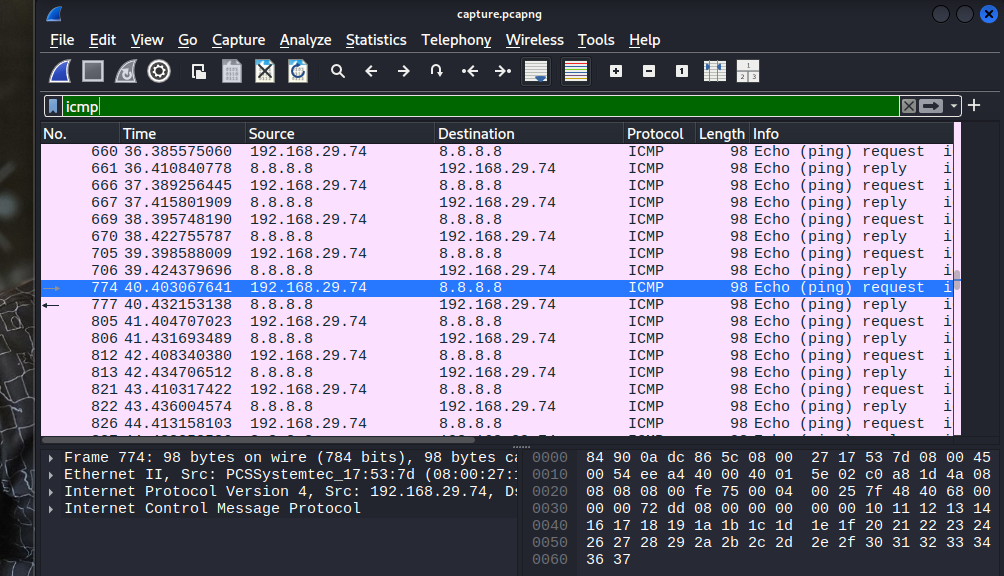 capture.pcapng
File Edit View Go Capture Analyze Statistics Telephony Wireless Tools Help
icmp
No. Time Source Destination Protocol Length Info
660 36.385575060 192.168.29.74 8.8.8.8 ICMP 98 Echo (ping) request i
661 36.410840778 8.8.8.8 192.168.29.74 ICMP 98 Echo (ping) reply i
666 37.389256445 192.168.29.74 8.8.8.8 ICMP 98 Echo (ping) request i
667 37.415801909 8.8.8.8 192.168.29.74 ICMP 98 Echo (ping) reply i
669 38.395748190 192.168.29.74 8.8.8.8 ICMP 98 Echo (ping) request i
670 38.422755787 8.8.8.8 192.168.29.74 ICMP 98 Echo (ping) reply i
705 39.398588009 192.168.29.74 8.8.8.8 ICMP 98 Echo (ping) request i
706 39.424379696 8.8.8.8 192.168.29.74 ICMP 98 Echo (ping) reply i
774 40.403067641 192.168.29.74 8.8.8.8 ICMP 98 Echo (ping) request i
777 40.432153138 8.8.8.8 192.168.29.74 ICMP 98 Echo (ping) reply i
805 41.404707023 192.168.29.74 8.8.8.8 ICMP 98 Echo (ping) request i
806 41.431693489 8.8.8.8 192.168.29.74 ICMP 98 Echo (ping) reply i
812 42.408340380 192.168.29.74 8.8.8.8 ICMP 98 Echo (ping) request i
813 42.434706512 8.8.8.8 192.168.29.74 ICMP 98 Echo (ping) reply i
821 43.410317422 192.168.29.74 8.8.8.8 ICMP 98 Echo (ping) request i
822 43.436004574 8.8.8.8 192.168.29.74 ICMP 98 Echo (ping) reply i
826 44.413158103 192.168.29.74 8.8.8.8 ICMP 98 Echo (ping) request i
Frame 774: 98 bytes on wire (784 bits), 98 bytes ca
Ethernet II, Src: PCSSystemtec_17:53:7d (08:00:27:1
Internet Protocol Version 4, Src: 192.168.29.74, Ds
Internet Control Message Protocol
0000 84 90 0a dc 86 5c 08 00 27 17 53 7d 08 00 45
0010 00 54 ee a4 40 00 40 01 5e 02 c0 a8 1d 4a 08
0020 08 08 08 00 fe 75 00 04 00 25 7f 48 40 68 00
0030 00 00 72 dd 08 00 00 00 00 00 10 11 12 13 14
0040 16 17 18 19 1a 1b 1c 1d 1e 1f 20 21 22 23 24
0050 26 27 28 29 2a 2b 2c 2d 2e 2f 30 31 32 33 34
0060 36 37